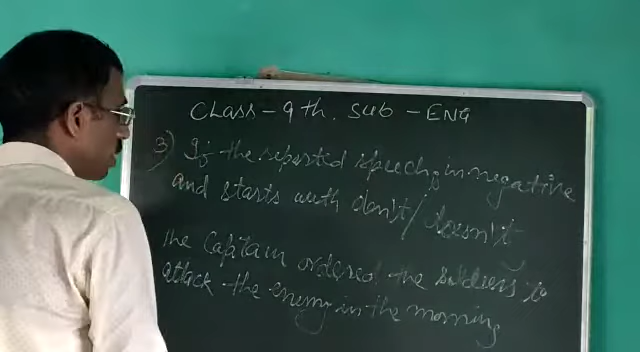 Class - 9th. Sub - ENG
3) If the reported speech is in negative
and starts with don't / doesn't
The Captain ordered the soldiers to
attack the enemy in the morning